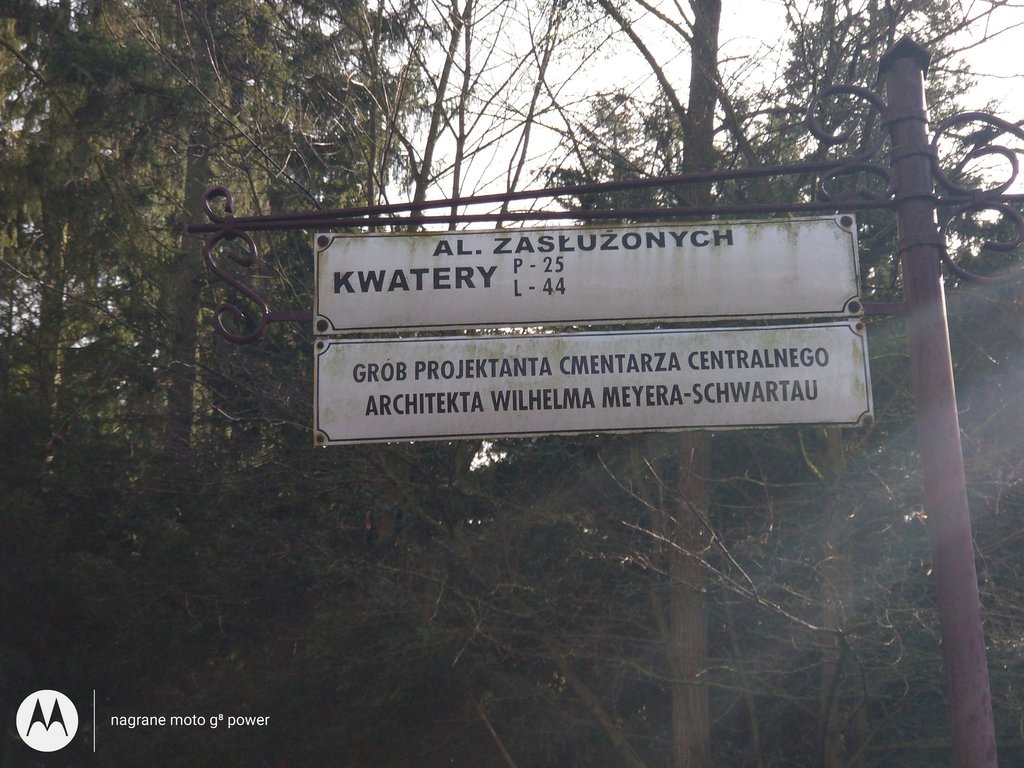 AL. ZASŁUŻONYCH
KWATERY P - 25
L - 44
GRÓB PROJEKTANTA CMENTARZA CENTRALNEGO
ARCHITEKTA WILHELMA MEYERA-SCHWARTAU
nagrane moto g⁸ power